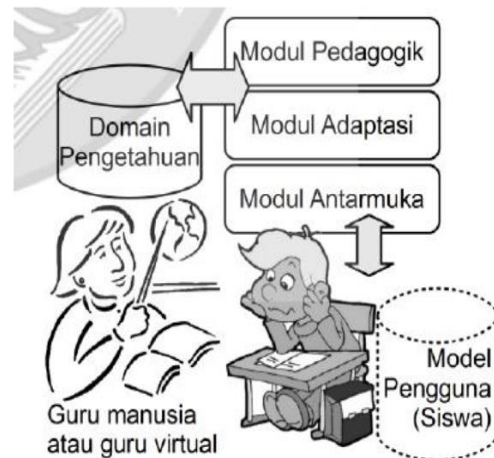 Modul Pedagogik
Domain
Pengetahuan
Modul Adaptasi
Modul Antarmuka
Guru manusia
atau guru virtual
Model
Pengguna
(Siswa)